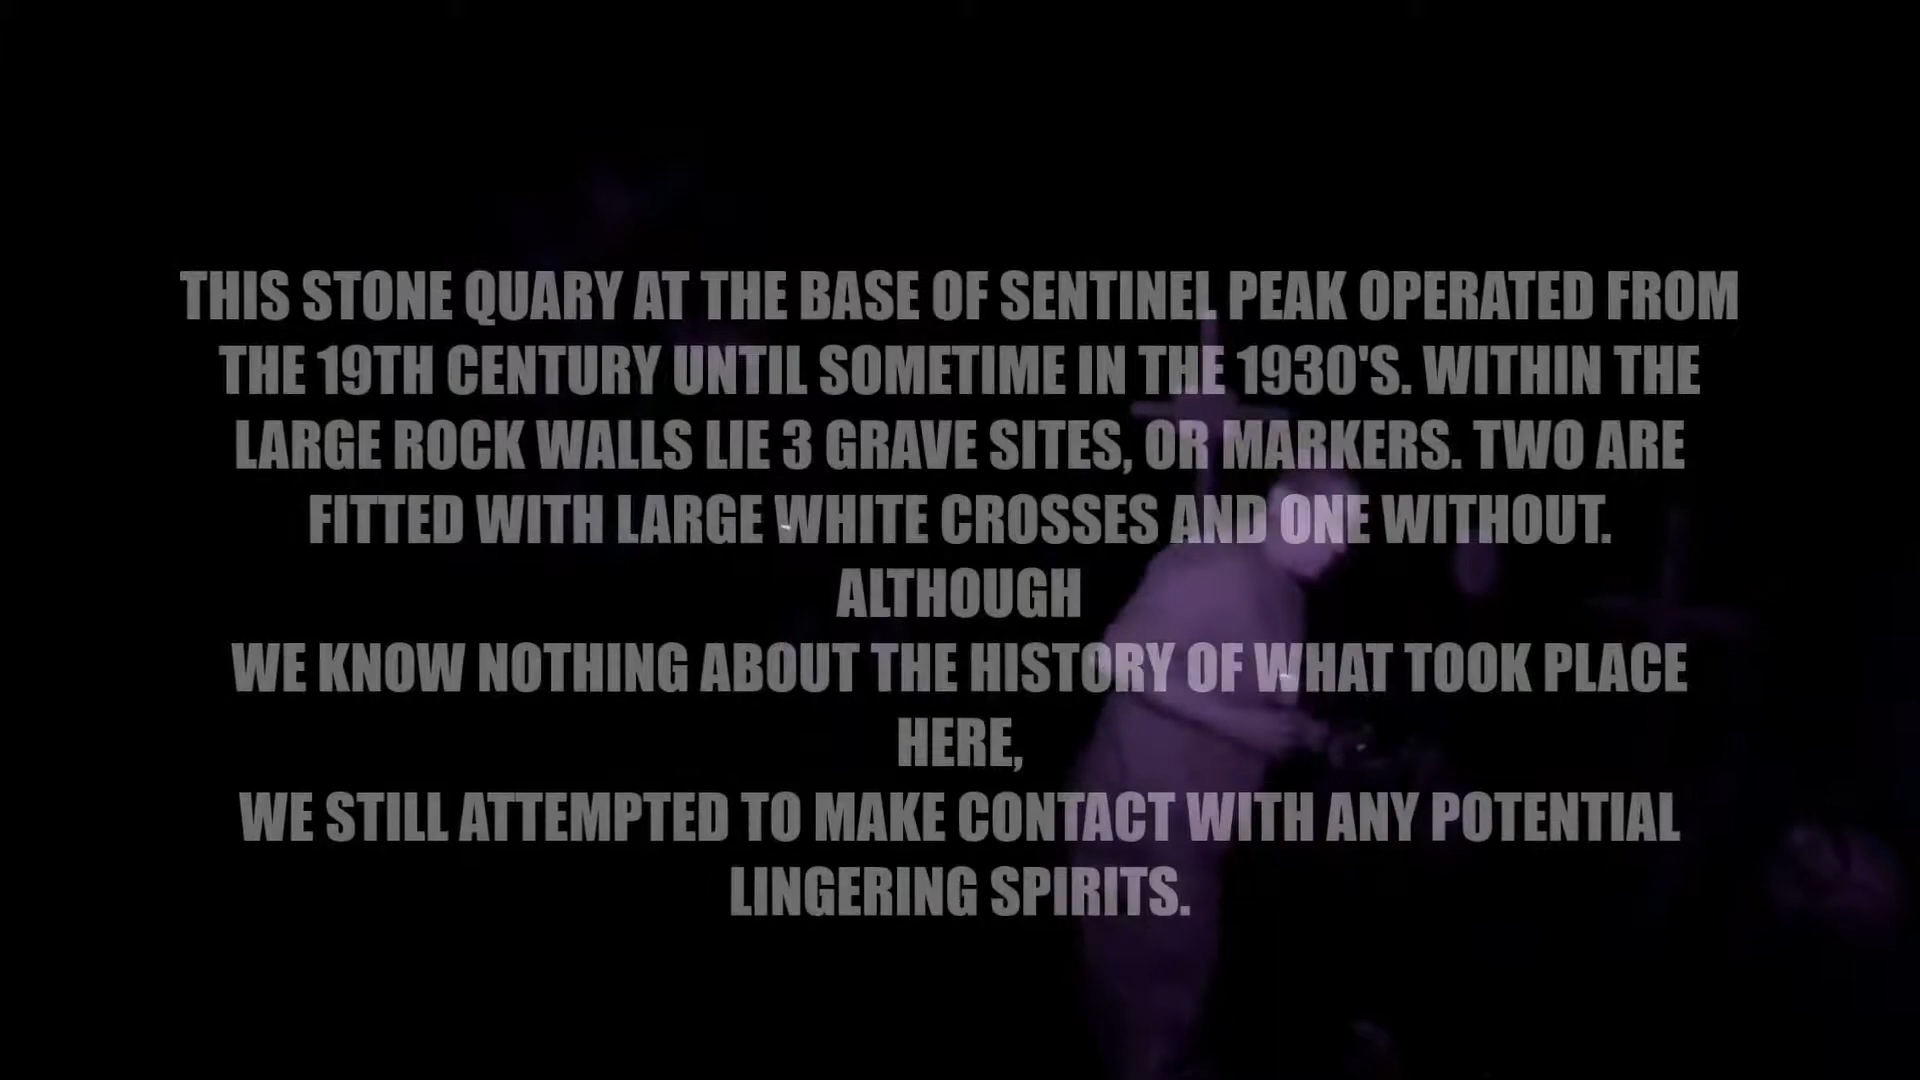 THIS STONE QUARY AT THE BASE OF SENTINEL PEAK OPERATED FROM
THE 19TH CENTURY UNTIL SOMETIME IN THE 1930'S. WITHIN THE
LARGE ROCK WALLS LIE 3 GRAVE SITES, OR MARKERS. TWO ARE
FITTED WITH LARGE WHITE CROSSES AND ONE WITHOUT.
ALTHOUGH
WE KNOW NOTHING ABOUT THE HISTORY OF WHAT TOOK PLACE
HERE,
WE STILL ATTEMPTED TO MAKE CONTACT WITH ANY POTENTIAL
LINGERING SPIRITS.